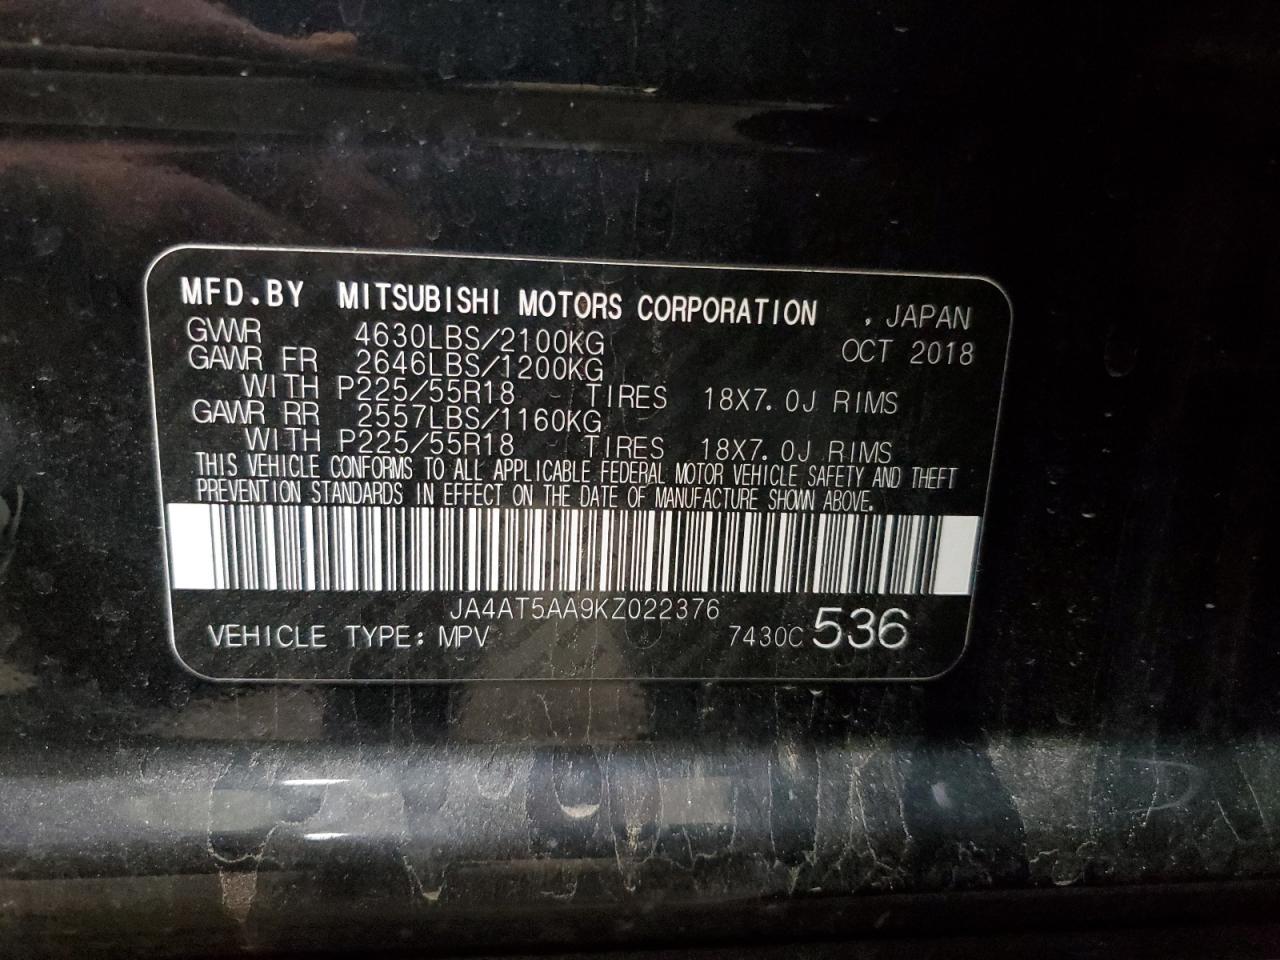 MFD.BY MITSUBISHI MOTORS CORPORATION , JAPAN
GVWR 4630LBS/2100KG OCT 2018
GAWR FR 2646LBS/1200KG
WITH P225/55R18 TIRES 18X7.0J RIMS
GAWR RR 2557LBS/1160KG
WITH P225/55R18 TIRES 18X7.0J RIMS
THIS VEHICLE CONFORMS TO ALL APPLICABLE FEDERAL MOTOR VEHICLE SAFETY AND THEFT
PREVENTION STANDARDS IN EFFECT ON THE DATE OF MANUFACTURE SHOWN ABOVE.
JA4AT5AA9KZ022376
VEHICLE TYPE: MPV 7430C 536